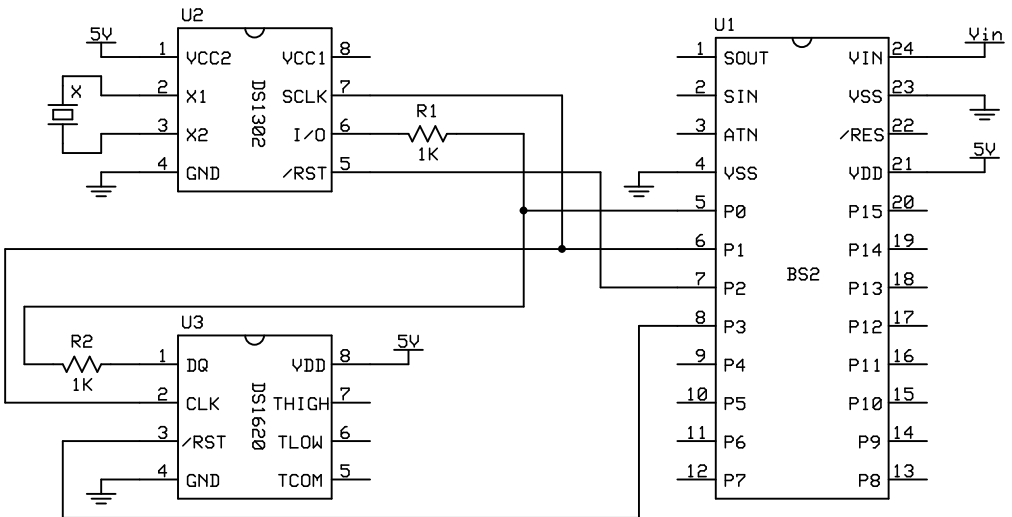 U2
5V
1 VCC2
VCC1 8
2 X1
SCLK 7
3 X2
I/O 6
4 GND
/RST 5
DS1302
X
R1
1K
U1
1 SOUT
VIN 24
Vin
2 SIN
VSS 23
3 ATN
/RES 22
4 VSS
VDD 21
5V
5 P0
P15 20
6 P1
P14 19
7 P2
P13 18
8 P3
P12 17
9 P4
P11 16
10 P5
P10 15
11 P6
P9 14
12 P7
P8 13
BS2
U3
R2
1K
1 DQ
VDD 8
5V
2 CLK
THIGH 7
3 /RST
TLOW 6
4 GND
TCOM 5
DS1620